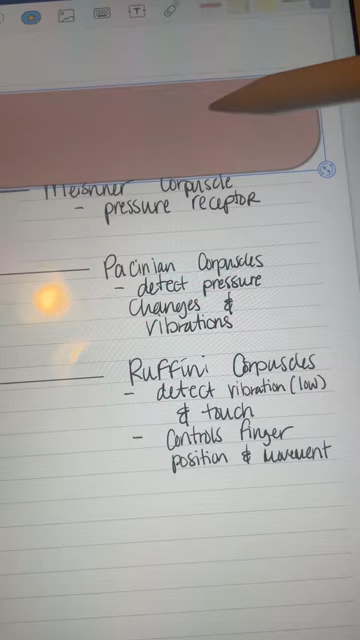 Meisnner Corpuscle
- pressure receptor
Pacinian Corpuscles
- detect pressure
changes &
vibrations
Ruffini Corpuscles
- detect vibration (low)
& touch
- Controls finger
position & movement